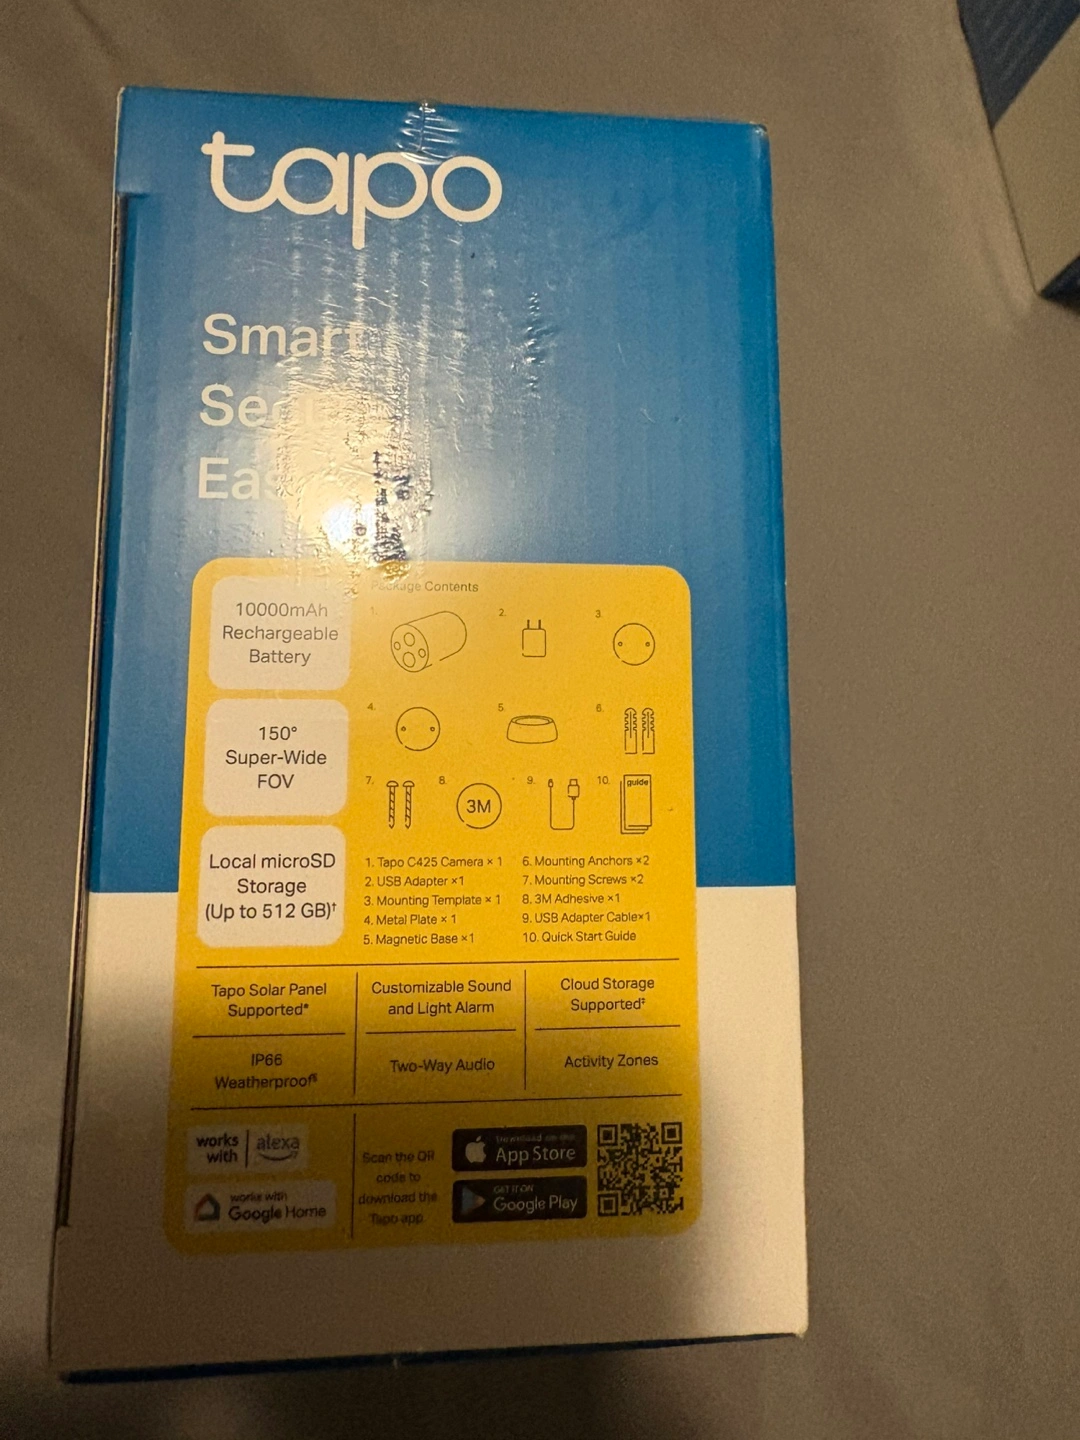 tapo
Smart
Package Contents
10000mAh
Rechargeable
Battery
150°
Super-Wide
FOV
Local microSD
Storage
(Up to 512 GB)†
1.
2.
3.
4.
5.
6.
7.
8.
3M
9.
10.
guide
1. Tapo C425 Camera × 1
2. USB Adapter ×1
3. Mounting Template × 1
4. Metal Plate × 1
5. Magnetic Base ×1
6. Mounting Anchors ×2
7. Mounting Screws ×2
8. 3M Adhesive ×1
9. USB Adapter Cable×1
10. Quick Start Guide
Tapo Solar Panel
Supported*
Customizable Sound
and Light Alarm
Cloud Storage
Supported‡
IP66
Weatherproof§
Two-Way Audio
Activity Zones
works
with
alexa
works with
Google Home
Scan the QR
code to
download the
Tapo app
Download on the
App Store
GET IT ON
Google Play